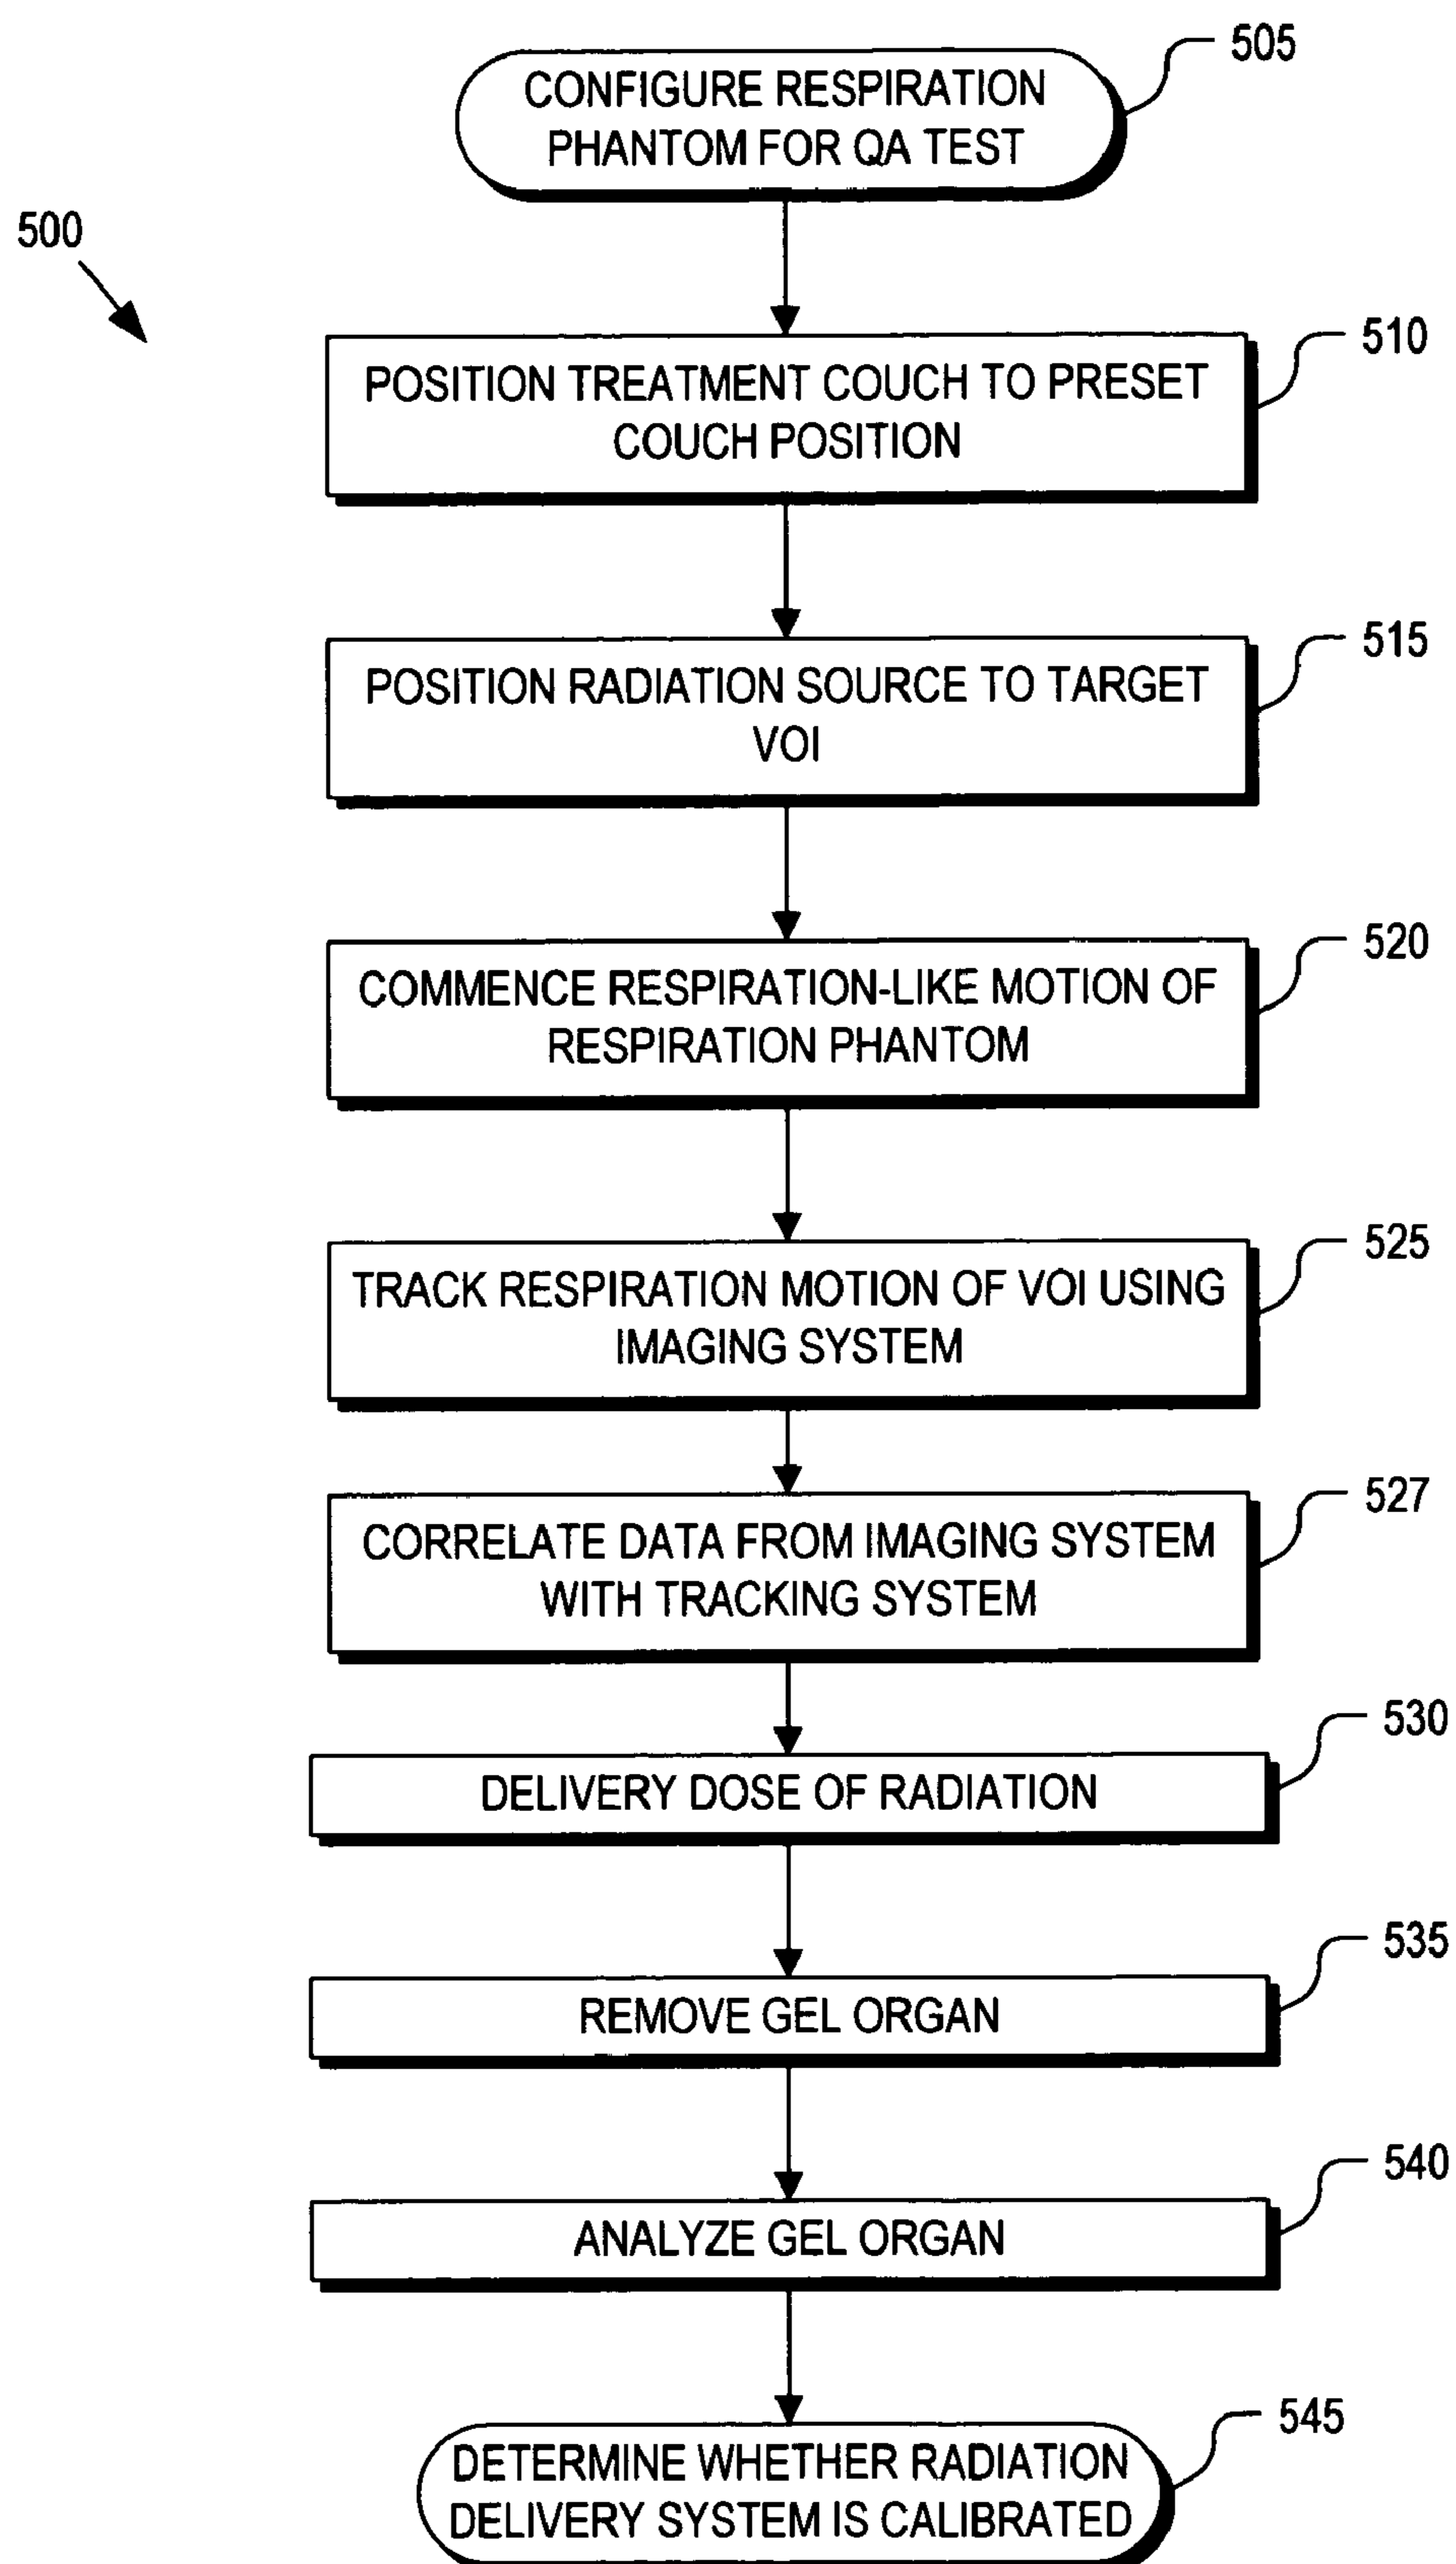 505
CONFIGURE RESPIRATION
PHANTOM FOR QA TEST
500
510
POSITION TREATMENT COUCH TO PRESET
COUCH POSITION
515
POSITION RADIATION SOURCE TO TARGET
VOI
520
COMMENCE RESPIRATION-LIKE MOTION OF
RESPIRATION PHANTOM
525
TRACK RESPIRATION MOTION OF VOI USING
IMAGING SYSTEM
527
CORRELATE DATA FROM IMAGING SYSTEM
WITH TRACKING SYSTEM
530
DELIVERY DOSE OF RADIATION
535
REMOVE GEL ORGAN
540
ANALYZE GEL ORGAN
545
DETERMINE WHETHER RADIATION
DELIVERY SYSTEM IS CALIBRATED